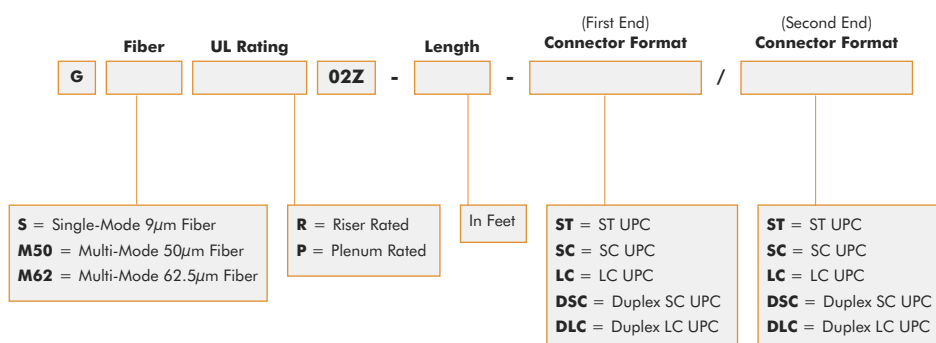 (First End)
(Second End)
Fiber UL Rating Length Connector Format Connector Format
G 02Z - - /
S = Single-Mode 9µm Fiber
M50 = Multi-Mode 50µm Fiber
M62 = Multi-Mode 62.5µm Fiber
R = Riser Rated
P = Plenum Rated
In Feet
ST = ST UPC
SC = SC UPC
LC = LC UPC
DSC = Duplex SC UPC
DLC = Duplex LC UPC
ST = ST UPC
SC = SC UPC
LC = LC UPC
DSC = Duplex SC UPC
DLC = Duplex LC UPC